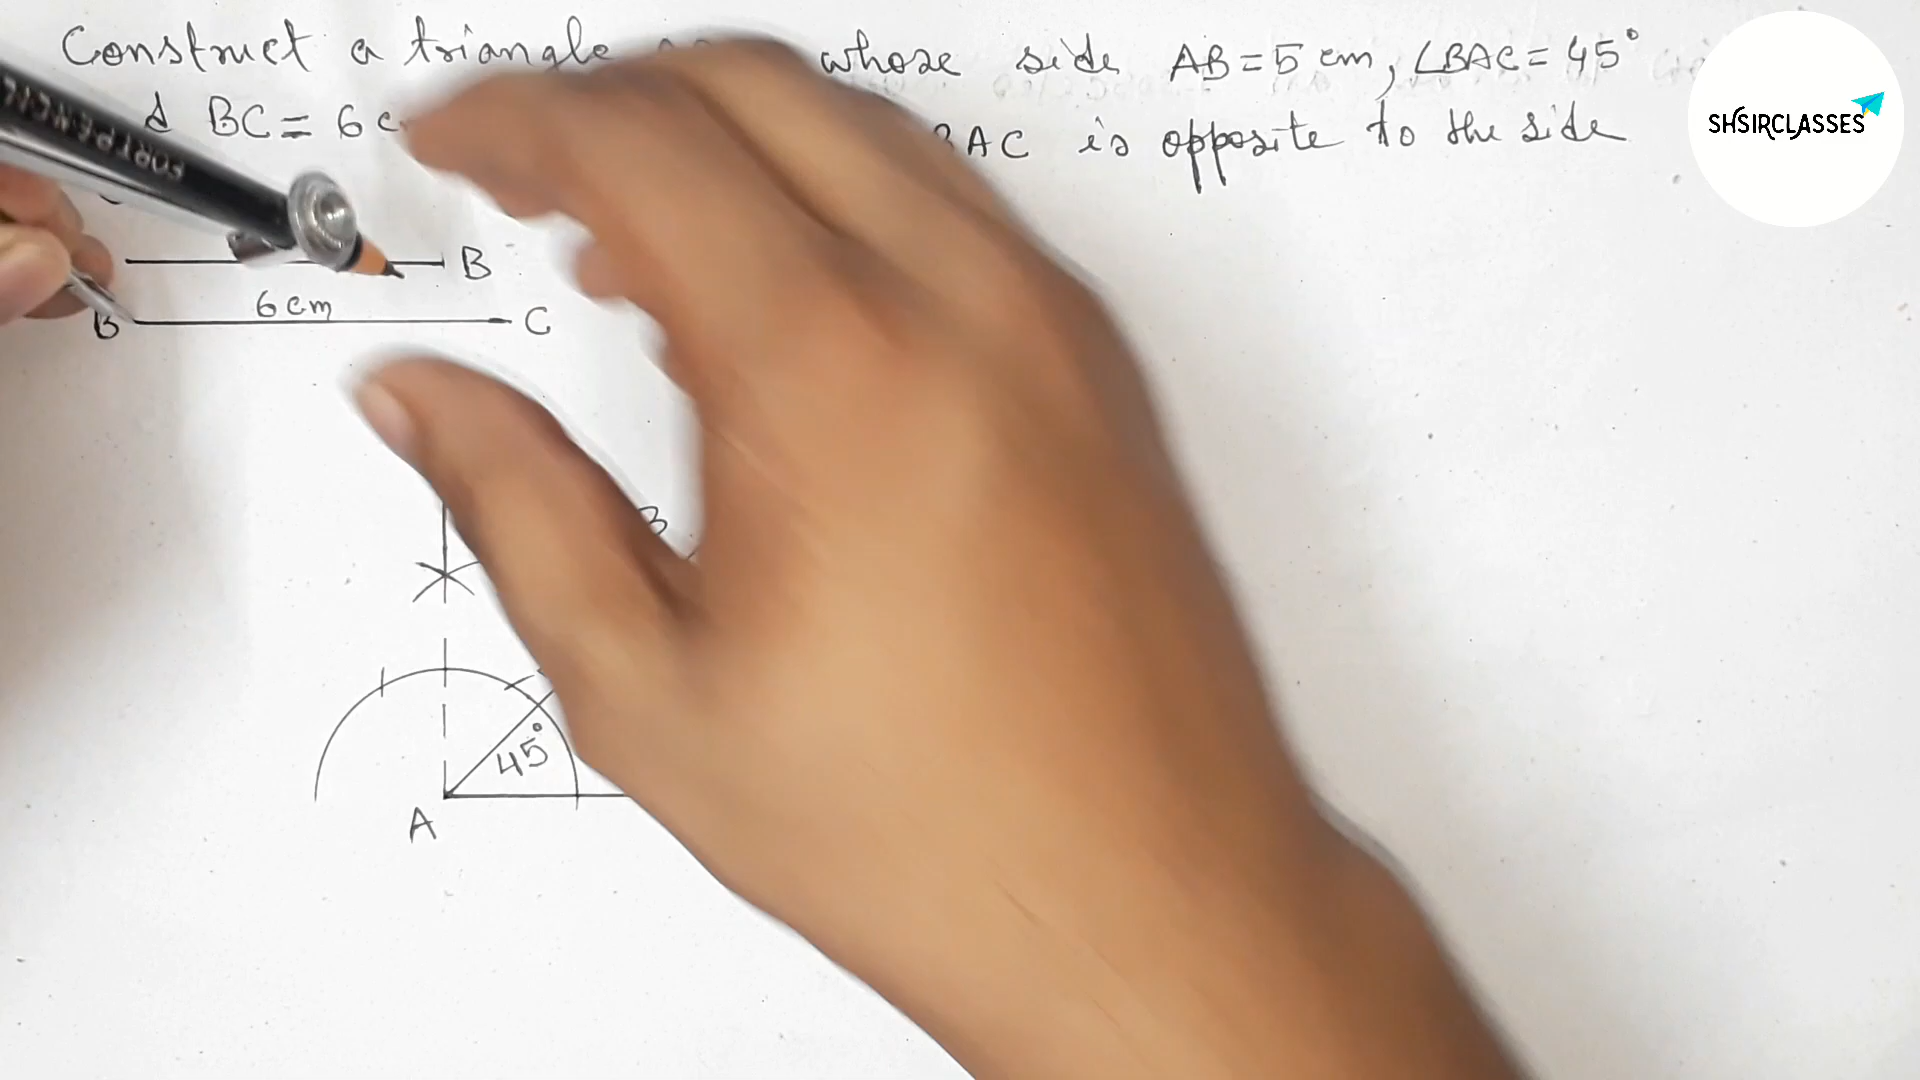 Construct a triangle whose side AB = 5 cm, ∠BAC = 45°
BC = 6 BAC is opposite to the side
SHSIRCLASSES
B
6 cm
B C
B
45°
A